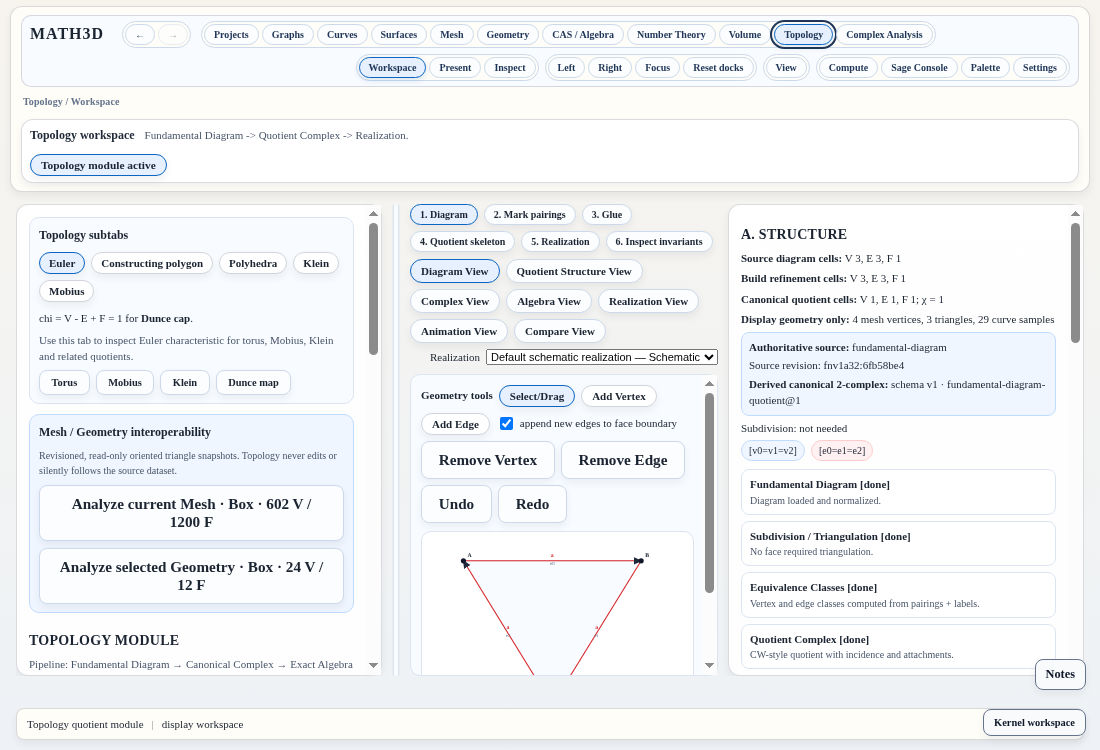 MATH3D ← → Projects Graphs Curves Surfaces Mesh Geometry CAS / Algebra Number Theory Volume Topology Complex Analysis
Workspace Present Inspect Left Right Focus Reset docks View Compute Sage Console Palette Settings
Topology / Workspace
Topology workspace Fundamental Diagram -> Quotient Complex -> Realization.
Topology module active
Topology subtabs
Euler Constructing polygon Polyhedra Klein
Mobius
chi = V - E + F = 1 for Dunce cap.
Use this tab to inspect Euler characteristic for torus, Mobius, Klein
and related quotients.
Torus Mobius Klein Dunce map
Mesh / Geometry interoperability
Revisioned, read-only oriented triangle snapshots. Topology never edits or
silently follows the source dataset.
Analyze current Mesh · Box · 602 V /
1200 F
Analyze selected Geometry · Box · 24 V /
12 F
TOPOLOGY MODULE
Pipeline: Fundamental Diagram → Canonical Complex → Exact Algebra
1. Diagram 2. Mark pairings 3. Glue
4. Quotient skeleton 5. Realization 6. Inspect invariants
Diagram View Quotient Structure View
Complex View Algebra View Realization View
Animation View Compare View
Realization Default schematic realization — Schematic
Geometry tools Select/Drag Add Vertex
Add Edge append new edges to face boundary
Remove Vertex Remove Edge
Undo Redo
A a B
a a
A. STRUCTURE
Source diagram cells: V 3, E 3, F 1
Build refinement cells: V 3, E 3, F 1
Canonical quotient cells: V 1, E 1, F 1; χ = 1
Display geometry only: 4 mesh vertices, 3 triangles, 29 curve samples
Authoritative source: fundamental-diagram
Source revision: fnv1a32:6fb58be4
Derived canonical 2-complex: schema v1 · fundamental-diagram-
quotient@1
Subdivision: not needed
[v0=v1=v2] [e0=e1=e2]
Fundamental Diagram [done]
Diagram loaded and normalized.
Subdivision / Triangulation [done]
No face required triangulation.
Equivalence Classes [done]
Vertex and edge classes computed from pairings + labels.
Quotient Complex [done]
CW-style quotient with incidence and attachments.
Notes
Topology quotient module | display workspace
Kernel workspace